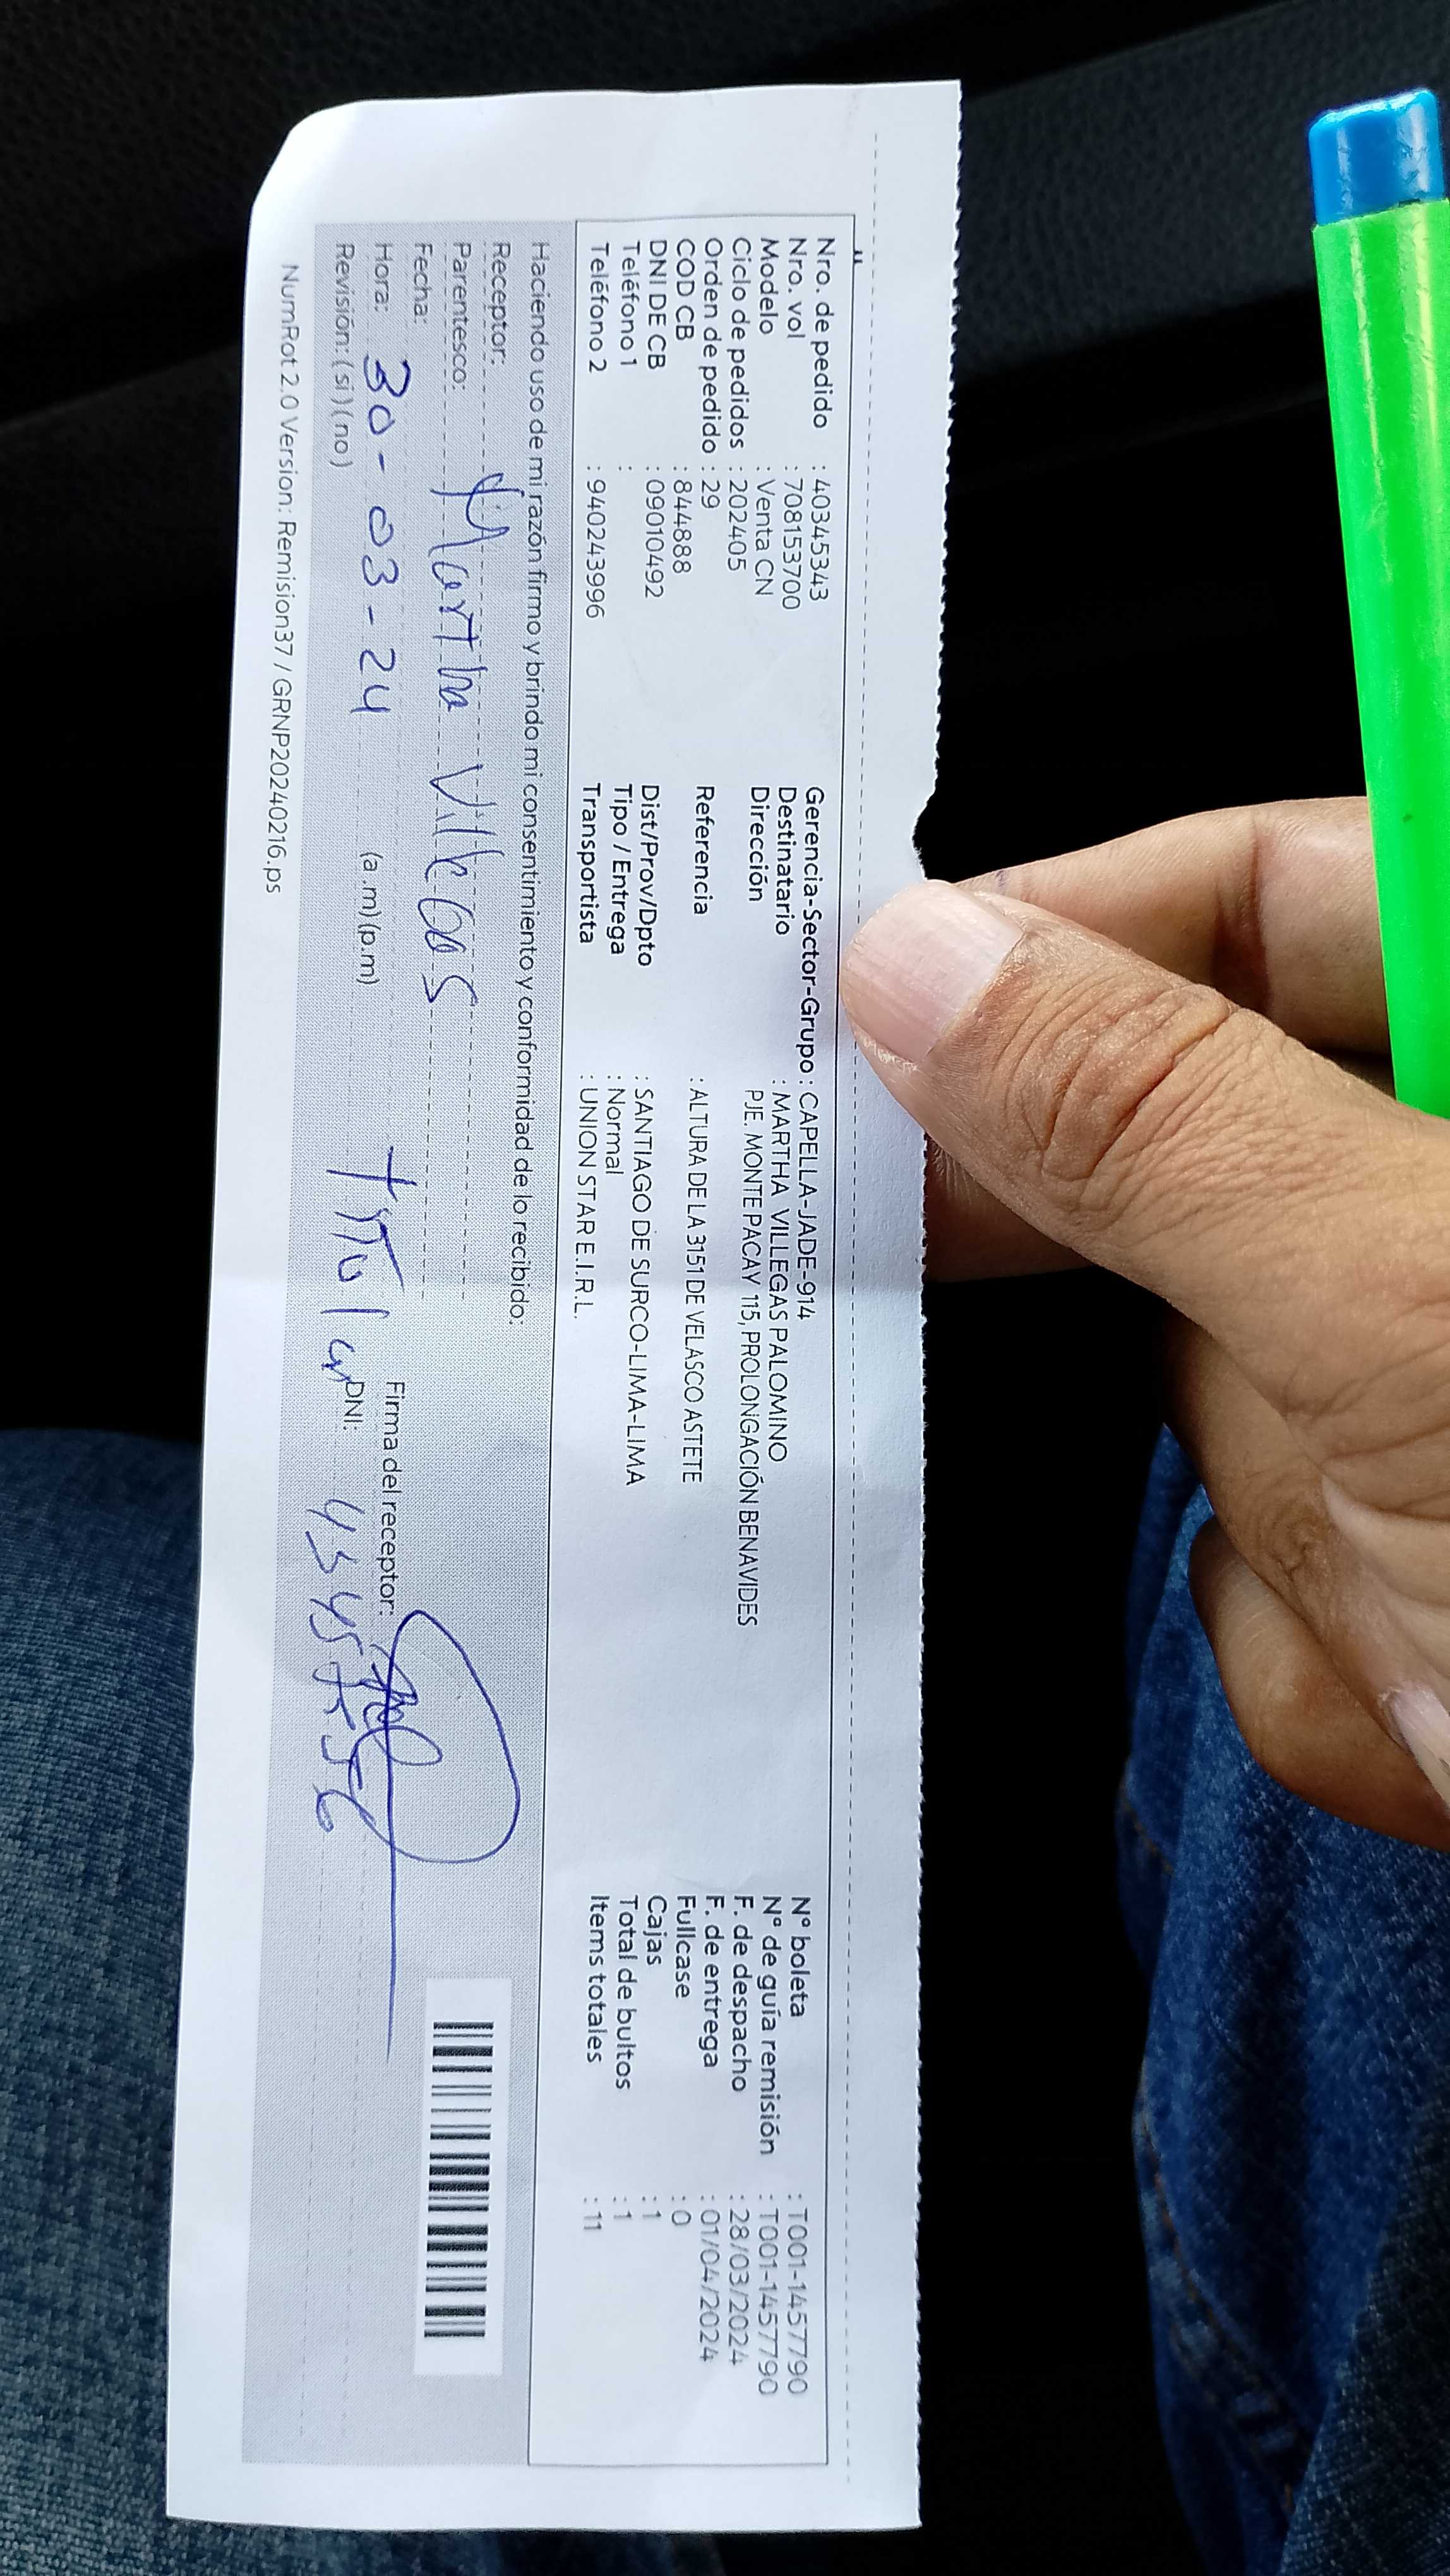 Nro. de pedido : 40345343
Nro. vol : 708153700
Modelo : Venta CN
Ciclo de pedidos : 202405
Orden de pedido : 29
COD CB : 844888
DNI DE CB : 09010492
Teléfono 1 :
Teléfono 2 : 940243996
Gerencia-Sector-Grupo : CAPELLA-JADE-914
Destinatario : MARTHA VILLEGAS PALOMINO
Dirección PJE. MONTE PACAY 115, PROLONGACIÓN BENAVIDES
Referencia : ALTURA DE LA 3151 DE VELASCO ASTETE
Dist/Prov/Dpto : SANTIAGO DE SURCO-LIMA-LIMA
Tipo / Entrega : Normal
Transportista : UNION STAR E.I.R.L.
N° boleta : T001-1457790
N° de guía remisión : T001-1457790
F. de despacho : 28/03/2024
F. de entrega : 01/04/2024
Fullcase : 0
Cajas : 1
Total de bultos : 1
Items totales : 11
Haciendo uso de mi razón firmo y brindo mi consentimiento y conformidad de lo recibido:
Receptor:
Parentesco: Martha
Fecha:
Hora: 30-03-24 (a.m)(p.m)
Revisión:(si)(no)
Firma del receptor:
DNI:
NumRot 2.0 Version: Remision37 / GRNP20240216.ps